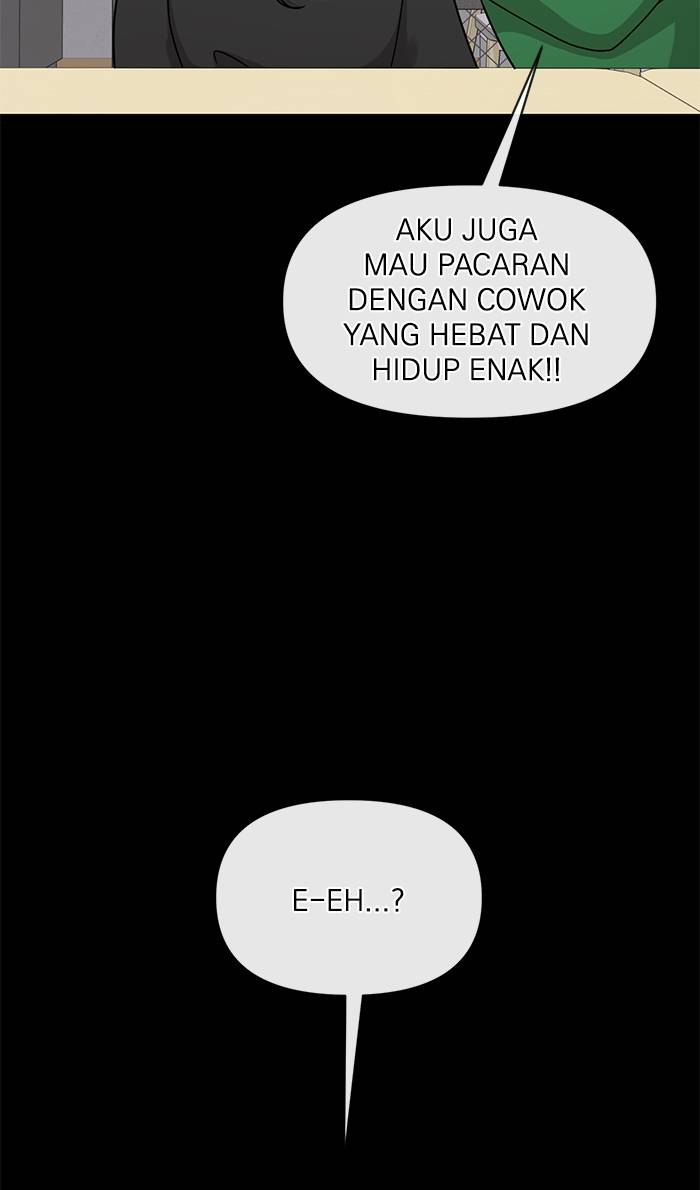 AKU JUGA
MAU PACARAN
DENGAN COWOK
YANG HEBAT DAN
HIDUP ENAK!!
E-EH...?